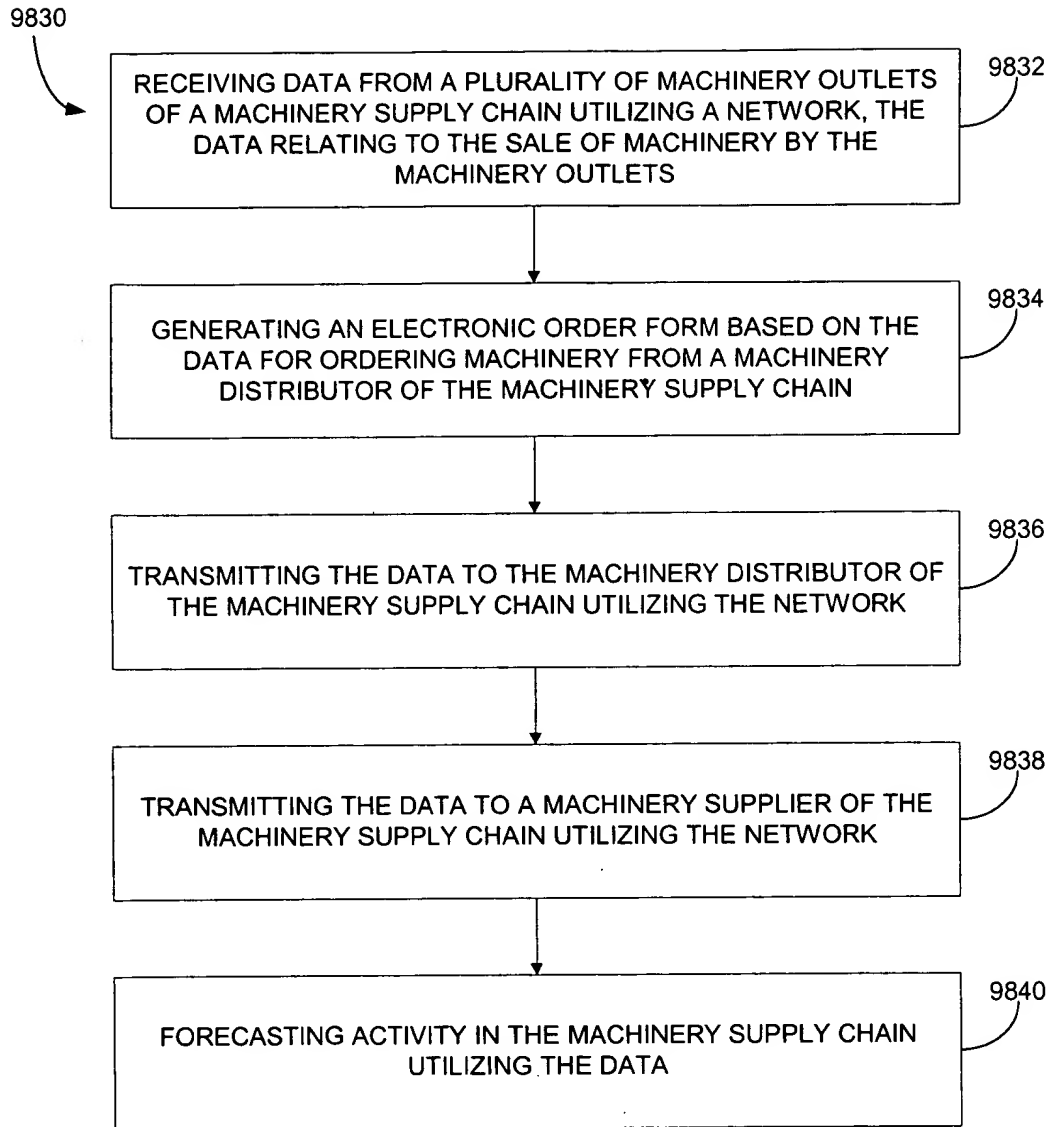 9830
RECEIVING DATA FROM A PLURALITY OF MACHINERY OUTLETS
OF A MACHINERY SUPPLY CHAIN UTILIZING A NETWORK, THE
DATA RELATING TO THE SALE OF MACHINERY BY THE
MACHINERY OUTLETS
9832
GENERATING AN ELECTRONIC ORDER FORM BASED ON THE
DATA FOR ORDERING MACHINERY FROM A MACHINERY
DISTRIBUTOR OF THE MACHINERY SUPPLY CHAIN
9834
TRANSMITTING THE DATA TO THE MACHINERY DISTRIBUTOR OF
THE MACHINERY SUPPLY CHAIN UTILIZING THE NETWORK
9836
TRANSMITTING THE DATA TO A MACHINERY SUPPLIER OF THE
MACHINERY SUPPLY CHAIN UTILIZING THE NETWORK
9838
FORECASTING ACTIVITY IN THE MACHINERY SUPPLY CHAIN
UTILIZING THE DATA
9840